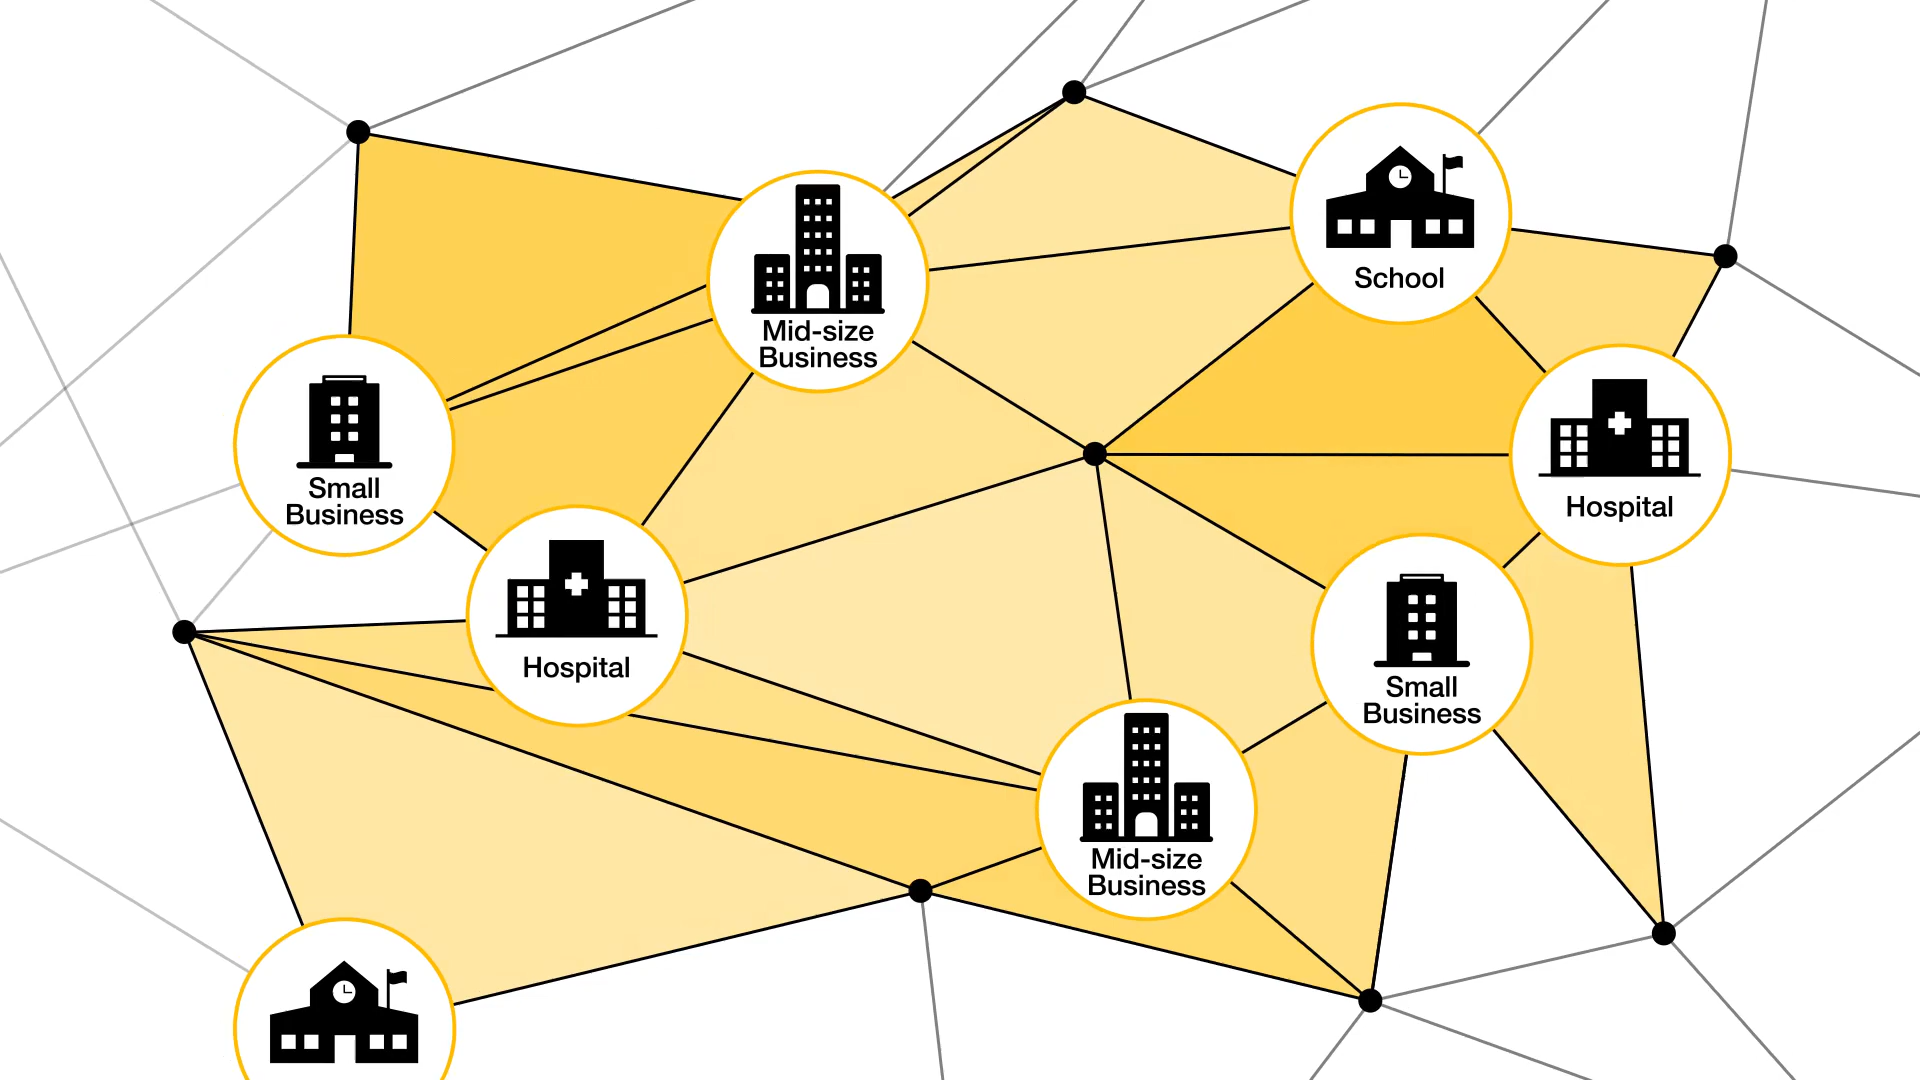 School
Mid-size
Business
Small
Business
Hospital
Hospital
Small
Business
Mid-size
Business